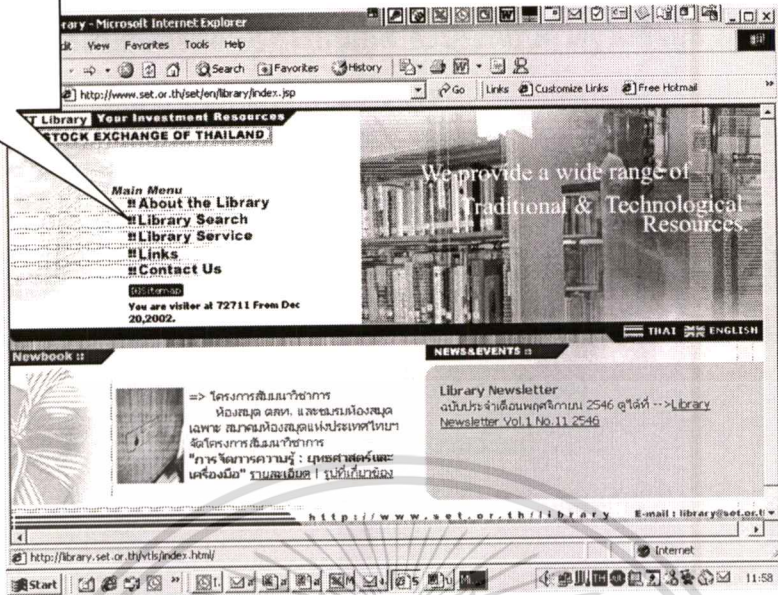 rary - Microsoft Internet Explorer
dit View Favorites Tools Help
Search Favorites History
http://www.set.or.th/set/en/library/index.jsp Go Links Customize Links Free Hotmail
T Library Your Investment Resources
STOCK EXCHANGE OF THAILAND
We provide a wide range of
Traditional & Technological
Resources.
Main Menu
About the Library
Library Search
Library Service
Links
Contact Us
Sitemap
You are visitor at 72711 From Dec
20,2002.
THAI ENGLISH
Newbook ::
=> โครงการสัมมนาวิชาการ
ห้องสมุด ตลท. และชมรมห้องสมุด
เฉพาะ สมาคมห้องสมุดแห่งประเทศไทยฯ
จัดโครงการสัมมนาวิชาการ
"การจัดการความรู้ : ยุทธศาสตร์และ
เครื่องมือ" รายละเอียด | รูปที่เกี่ยวข้อง
NEWS&EVENTS ::
Library Newsletter
ฉบับประจำเดือนพฤศจิกายน 2546 ดูได้ที่ -->Library
Newsletter Vol.1 No.11 2546
http://www.set.or.th/library E-mail : library@set.or.t
http://library.set.or.th/vtls/index.html/ Internet
Start 11:58